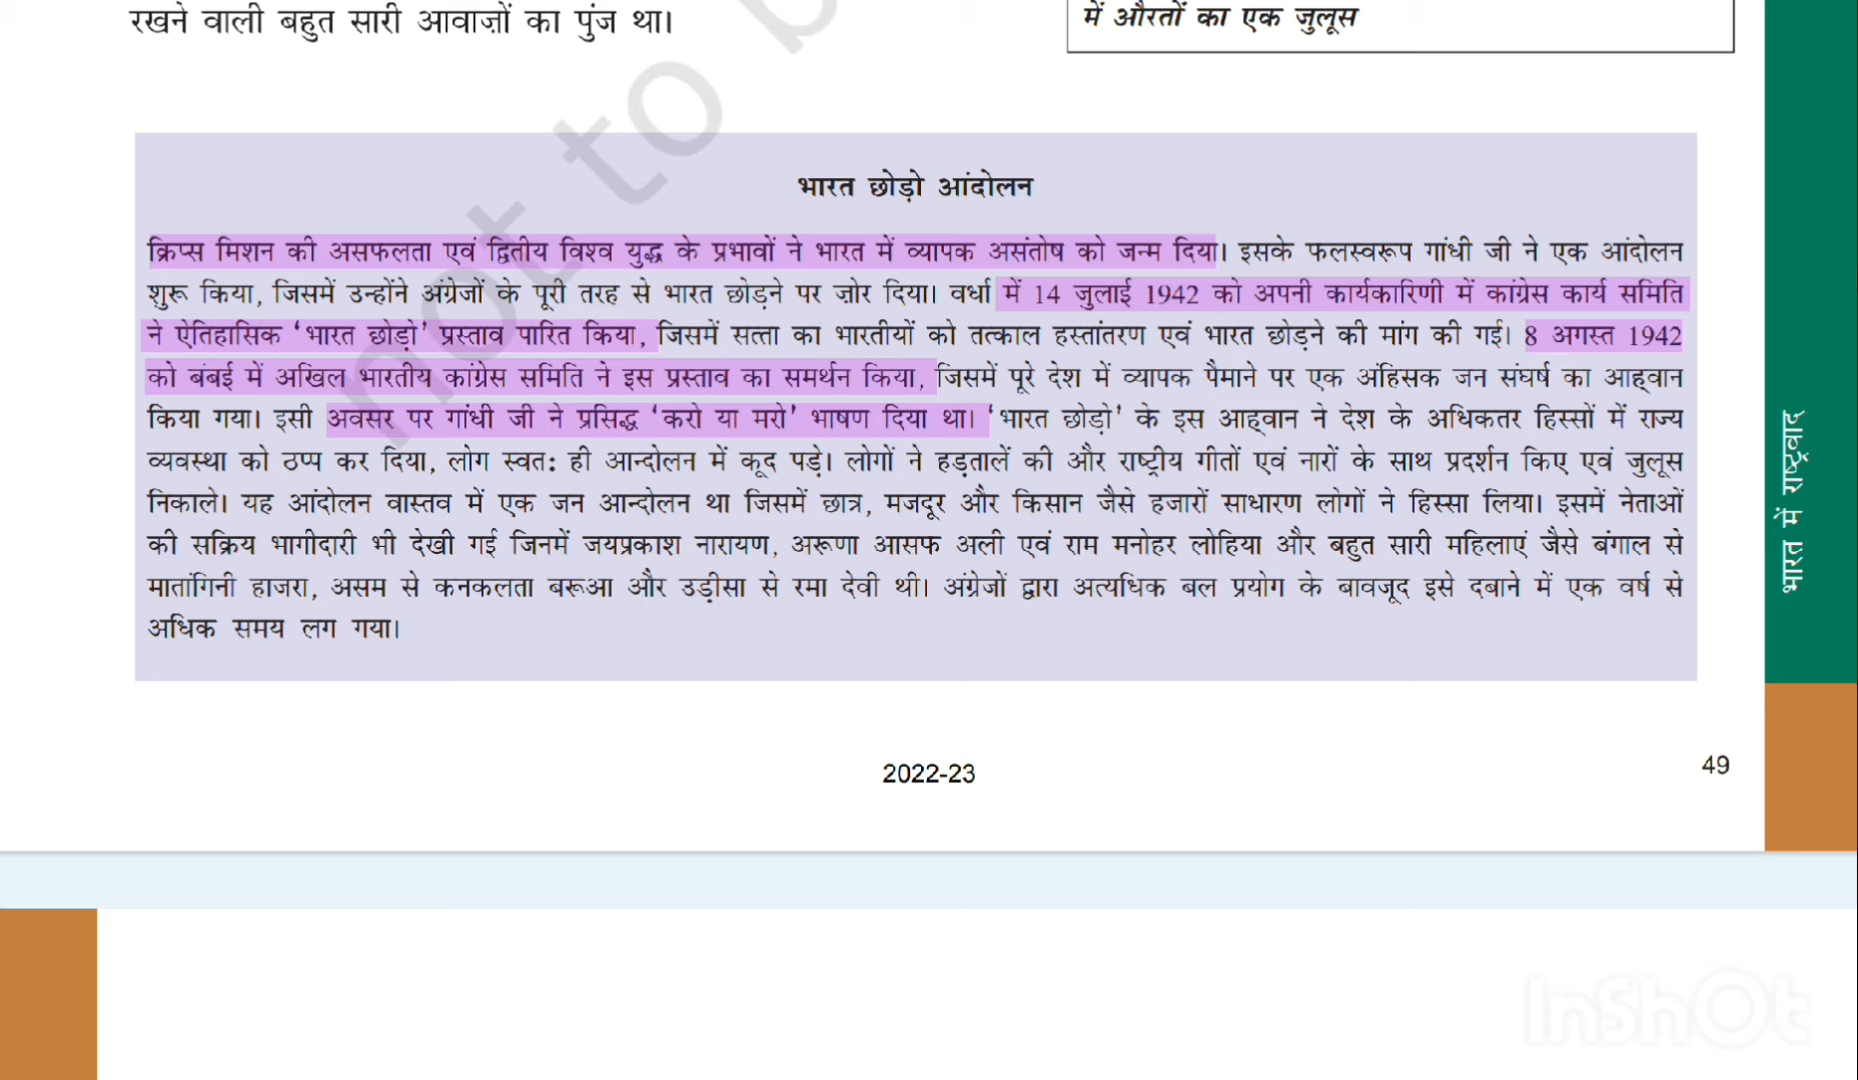 रखने वाली बहुत सारी आवाज़ों का पुंज था।
में औरतों का एक जुलूस
not to b
भारत छोड़ो आंदोलन
क्रिप्स मिशन की असफलता एवं द्वितीय विश्व युद्ध के प्रभावों ने भारत में व्यापक असंतोष को जन्म दिया। इसके फलस्वरूप गांधी जी ने एक आंदोलन
शुरू किया, जिसमें उन्होंने अंग्रेजों के पूरी तरह से भारत छोड़ने पर ज़ोर दिया। वर्धा में 14 जुलाई 1942 को अपनी कार्यकारिणी में कांग्रेस कार्य समिति
ने ऐतिहासिक ‘भारत छोड़ो’ प्रस्ताव पारित किया, जिसमें सत्ता का भारतीयों को तत्काल हस्तांतरण एवं भारत छोड़ने की मांग की गई। 8 अगस्त 1942
को बंबई में अखिल भारतीय कांग्रेस समिति ने इस प्रस्ताव का समर्थन किया, जिसमें पूरे देश में व्यापक पैमाने पर एक अंहिसक जन संघर्ष का आह्वान
किया गया। इसी अवसर पर गांधी जी ने प्रसिद्ध ‘करो या मरो’ भाषण दिया था। ‘भारत छोड़ो’ के इस आह्वान ने देश के अधिकतर हिस्सों में राज्य
व्यवस्था को ठप्प कर दिया, लोग स्वतः ही आन्दोलन में कूद पड़े। लोगों ने हड़तालें की और राष्ट्रीय गीतों एवं नारों के साथ प्रदर्शन किए एवं जुलूस
निकाले। यह आंदोलन वास्तव में एक जन आन्दोलन था जिसमें छात्र, मजदूर और किसान जैसे हजारों साधारण लोगों ने हिस्सा लिया। इसमें नेताओं
की सक्रिय भागीदारी भी देखी गई जिनमें जयप्रकाश नारायण, अरूणा आसफ अली एवं राम मनोहर लोहिया और बहुत सारी महिलाएं जैसे बंगाल से
मातांगिनी हाजरा, असम से कनकलता बरूआ और उड़ीसा से रमा देवी थी। अंग्रेजों द्वारा अत्यधिक बल प्रयोग के बावजूद इसे दबाने में एक वर्ष से
अधिक समय लग गया।
भारत में राष्ट्रवाद
2022-23
49
InShOt